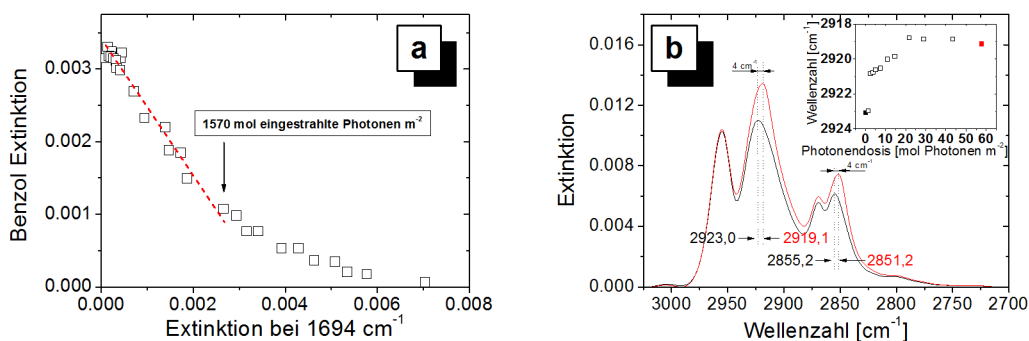 a
0.003
0.002
0.001
0.000
Benzol Extinktion
1570 mol eingestrahlte Photonen m⁻²
0.000 0.002 0.004 0.006 0.008
Extinktion bei 1694 cm⁻¹
b
0.016
0.012
0.008
0.004
0.000
Extinktion
4 cm⁻¹
4 cm⁻¹
2923,0 2919,1
2855,2 2851,2
3000 2950 2900 2850 2800 2750 2700
Wellenzahl [cm⁻¹]
2918
2920
2922
2924
Wellenzahl [cm⁻¹]
0 10 20 30 40 50 60
Photonendosis [mol Photonen m⁻²]